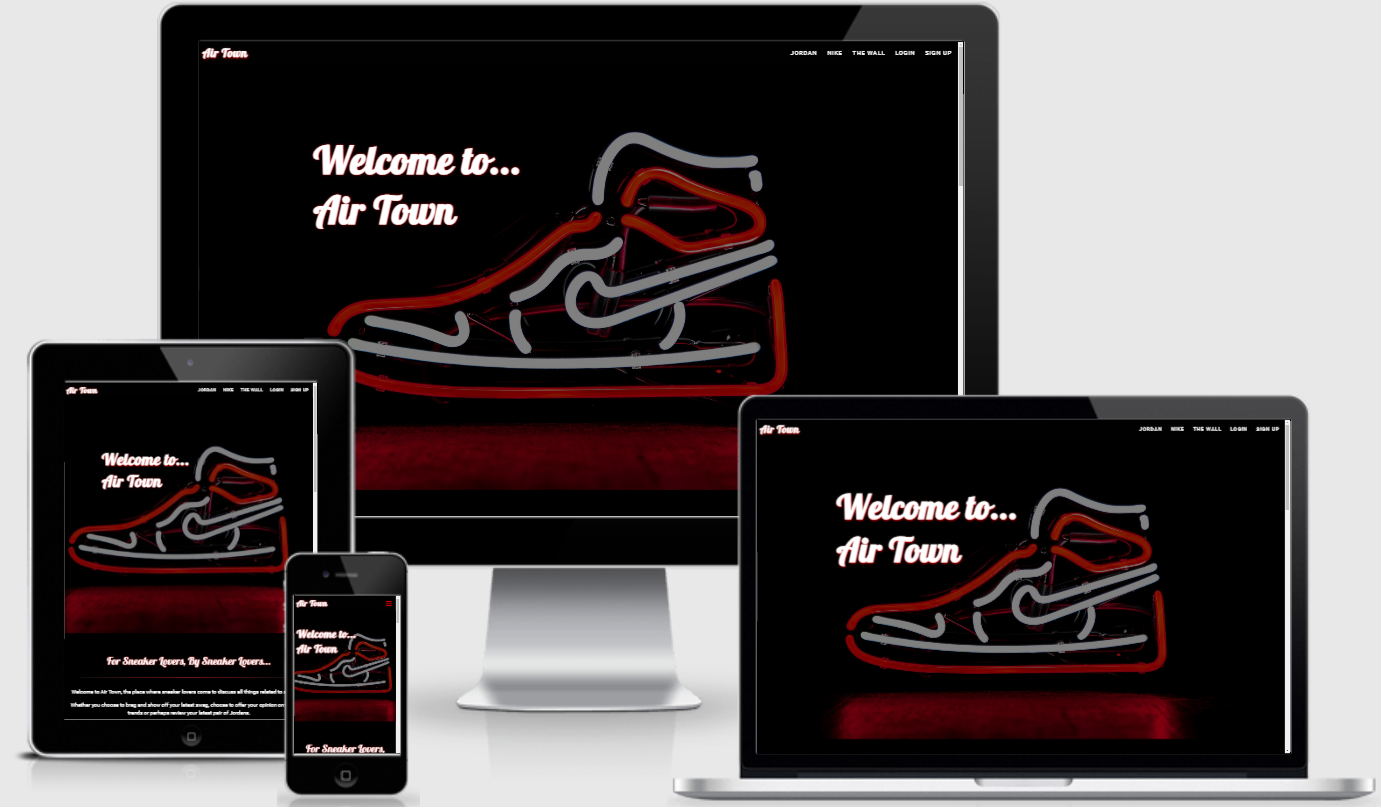 Air Town
JORDAN NIKE THE WALL LOGIN SIGN UP
Welcome to...
Air Town
Air Town
JORDAN NIKE THE WALL LOGIN SIGN UP
Welcome to...
Air Town
For Sneaker Lovers, By Sneaker Lovers...
Welcome to Air Town, the place where sneaker lovers come to discuss all things related to
Whether you choose to brag and show off your latest swag, choose to offer your opinion on
trends or perhaps review your latest pair of Jordans.
Air Town
Welcome to...
Air Town
For Sneaker Lovers,
Air Town
JORDAN NIKE THE WALL LOGIN SIGN UP
Welcome to...
Air Town